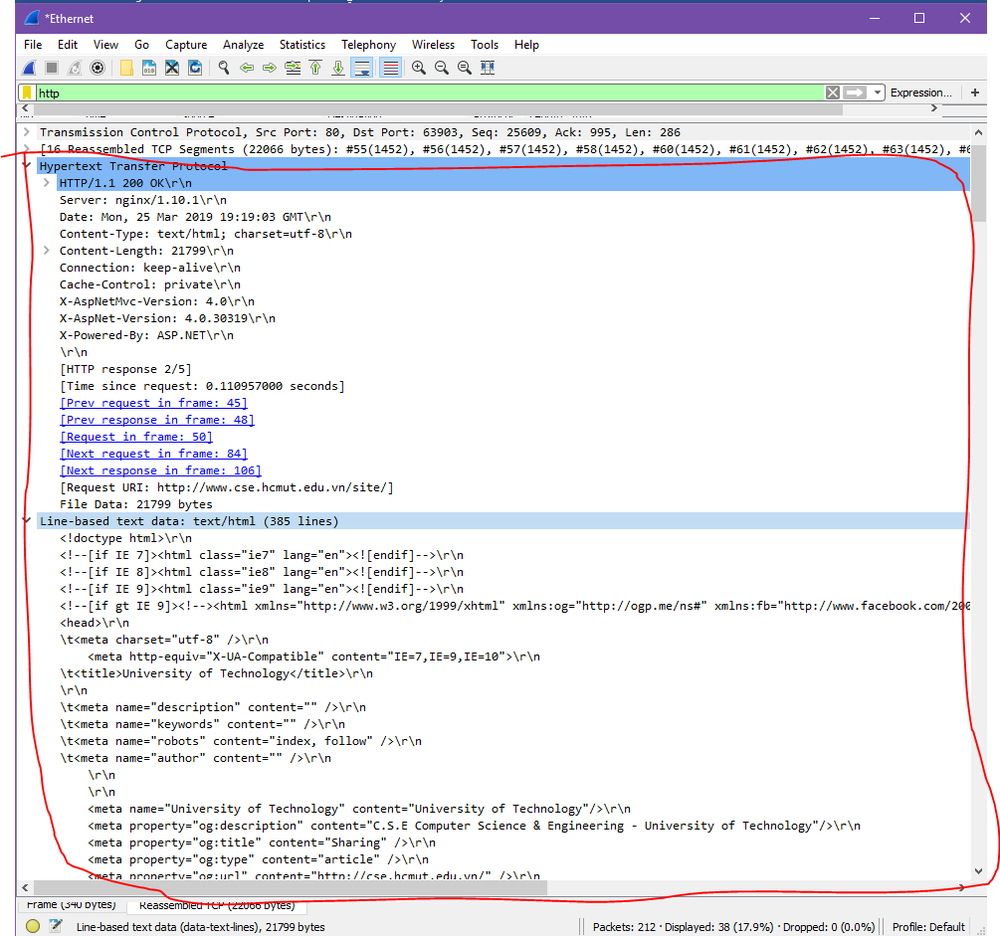 *Ethernet
File Edit View Go Capture Analyze Statistics Telephony Wireless Tools Help
http Expression... +
Transmission Control Protocol, Src Port: 80, Dst Port: 63903, Seq: 25609, Ack: 995, Len: 286
[16 Reassembled TCP Segments (22066 bytes): #55(1452), #56(1452), #57(1452), #58(1452), #60(1452), #61(1452), #62(1452), #63(1452),
Hypertext Transfer Protocol
HTTP/1.1 200 OK\r\n
Server: nginx/1.10.1\r\n
Date: Mon, 25 Mar 2019 19:19:03 GMT\r\n
Content-Type: text/html; charset=utf-8\r\n
Content-Length: 21799\r\n
Connection: keep-alive\r\n
Cache-Control: private\r\n
X-AspNetMvc-Version: 4.0\r\n
X-AspNet-Version: 4.0.30319\r\n
X-Powered-By: ASP.NET\r\n
\r\n
[HTTP response 2/5]
[Time since request: 0.110957000 seconds]
[Prev request in frame: 45]
[Prev response in frame: 48]
[Request in frame: 50]
[Next request in frame: 84]
[Next response in frame: 106]
[Request URI: http://www.cse.hcmut.edu.vn/site/]
File Data: 21799 bytes
Line-based text data: text/html (385 lines)
<!doctype html>\r\n
<!--[if IE 7]><html class="ie7" lang="en"><![endif]-->\r\n
<!--[if IE 8]><html class="ie8" lang="en"><![endif]-->\r\n
<!--[if IE 9]><html class="ie9" lang="en"><![endif]-->\r\n
<!--[if gt IE 9]><!--><html xmlns="http://www.w3.org/1999/xhtml" xmlns:og="http://ogp.me/ns#" xmlns:fb="http://www.facebook.com/200
<head>\r\n
\t<meta charset="utf-8" />\r\n
<meta http-equiv="X-UA-Compatible" content="IE=7,IE=9,IE=10">\r\n
\t<title>University of Technology</title>\r\n
\r\n
\t<meta name="description" content="" />\r\n
\t<meta name="keywords" content="" />\r\n
\t<meta name="robots" content="index, follow" />\r\n
\t<meta name="author" content="" />\r\n
\r\n
\r\n
<meta name="University of Technology" content="University of Technology"/>\r\n
<meta property="og:description" content="C.S.E Computer Science & Engineering - University of Technology"/>\r\n
<meta property="og:title" content="Sharing" />\r\n
<meta property="og:type" content="article" />\r\n
<meta property="og:url" content="http://cse.hcmut.edu.vn/" />\r\n
Frame (340 bytes) Reassembled TCP (22066 bytes)
Line-based text data (data-text-lines), 21799 bytes Packets: 212 · Displayed: 38 (17.9%) · Dropped: 0 (0.0%) Profile: Default